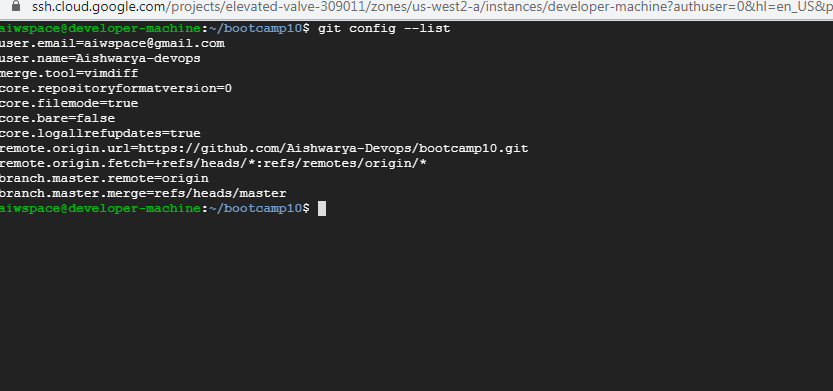 ssh.cloud.google.com/projects/elevated-valve-309011/zones/us-west2-a/instances/developer-machine?authuser=0&hl=en_US&p
aiwspace@developer-machine:~/bootcamp10$ git config --list
user.email=aiwspace@gmail.com
user.name=Aishwarya-devops
merge.tool=vimdiff
core.repositoryformatversion=0
core.filemode=true
core.bare=false
core.logallrefupdates=true
remote.origin.url=https://github.com/Aishwarya-Devops/bootcamp10.git
remote.origin.fetch=+refs/heads/*:refs/remotes/origin/*
branch.master.remote=origin
branch.master.merge=refs/heads/master
aiwspace@developer-machine:~/bootcamp10$